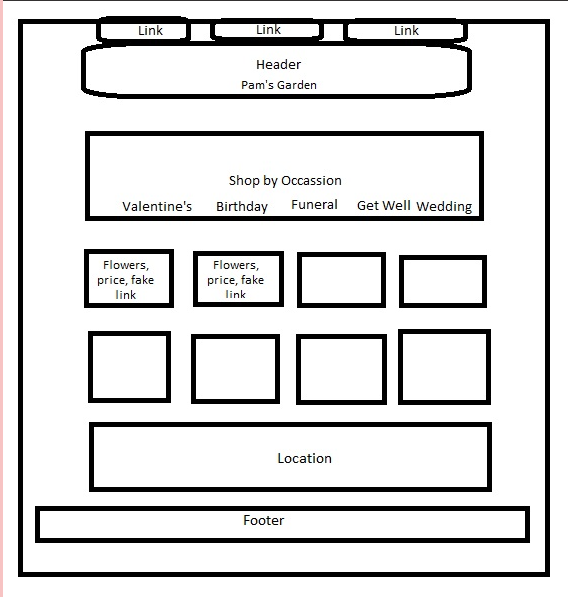 Link Link Link
Header
Pam's Garden
Shop by Occassion
Valentine's Birthday Funeral Get Well Wedding
Flowers,
price, fake
link
Flowers,
price, fake
link
Location
Footer